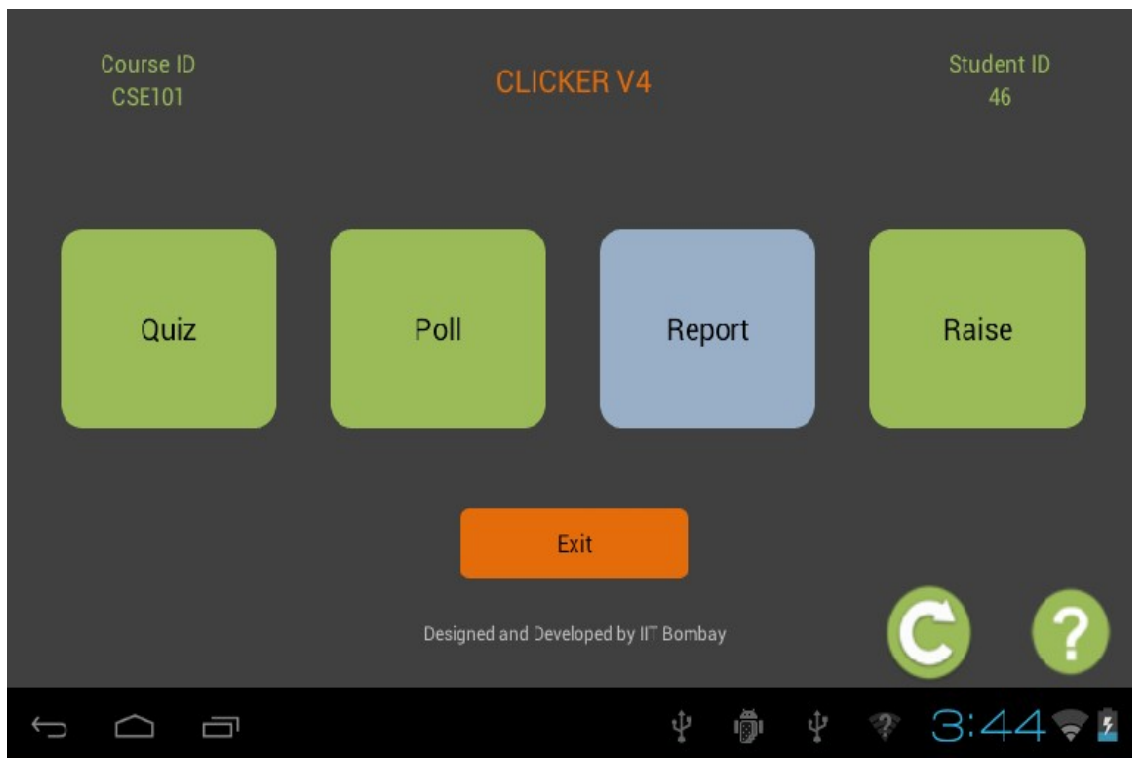 Course ID
CSE101
CLICKER V4
Student ID
46
Quiz
Poll
Report
Raise
Exit
Designed and Developed by IIT Bombay
?
3:44